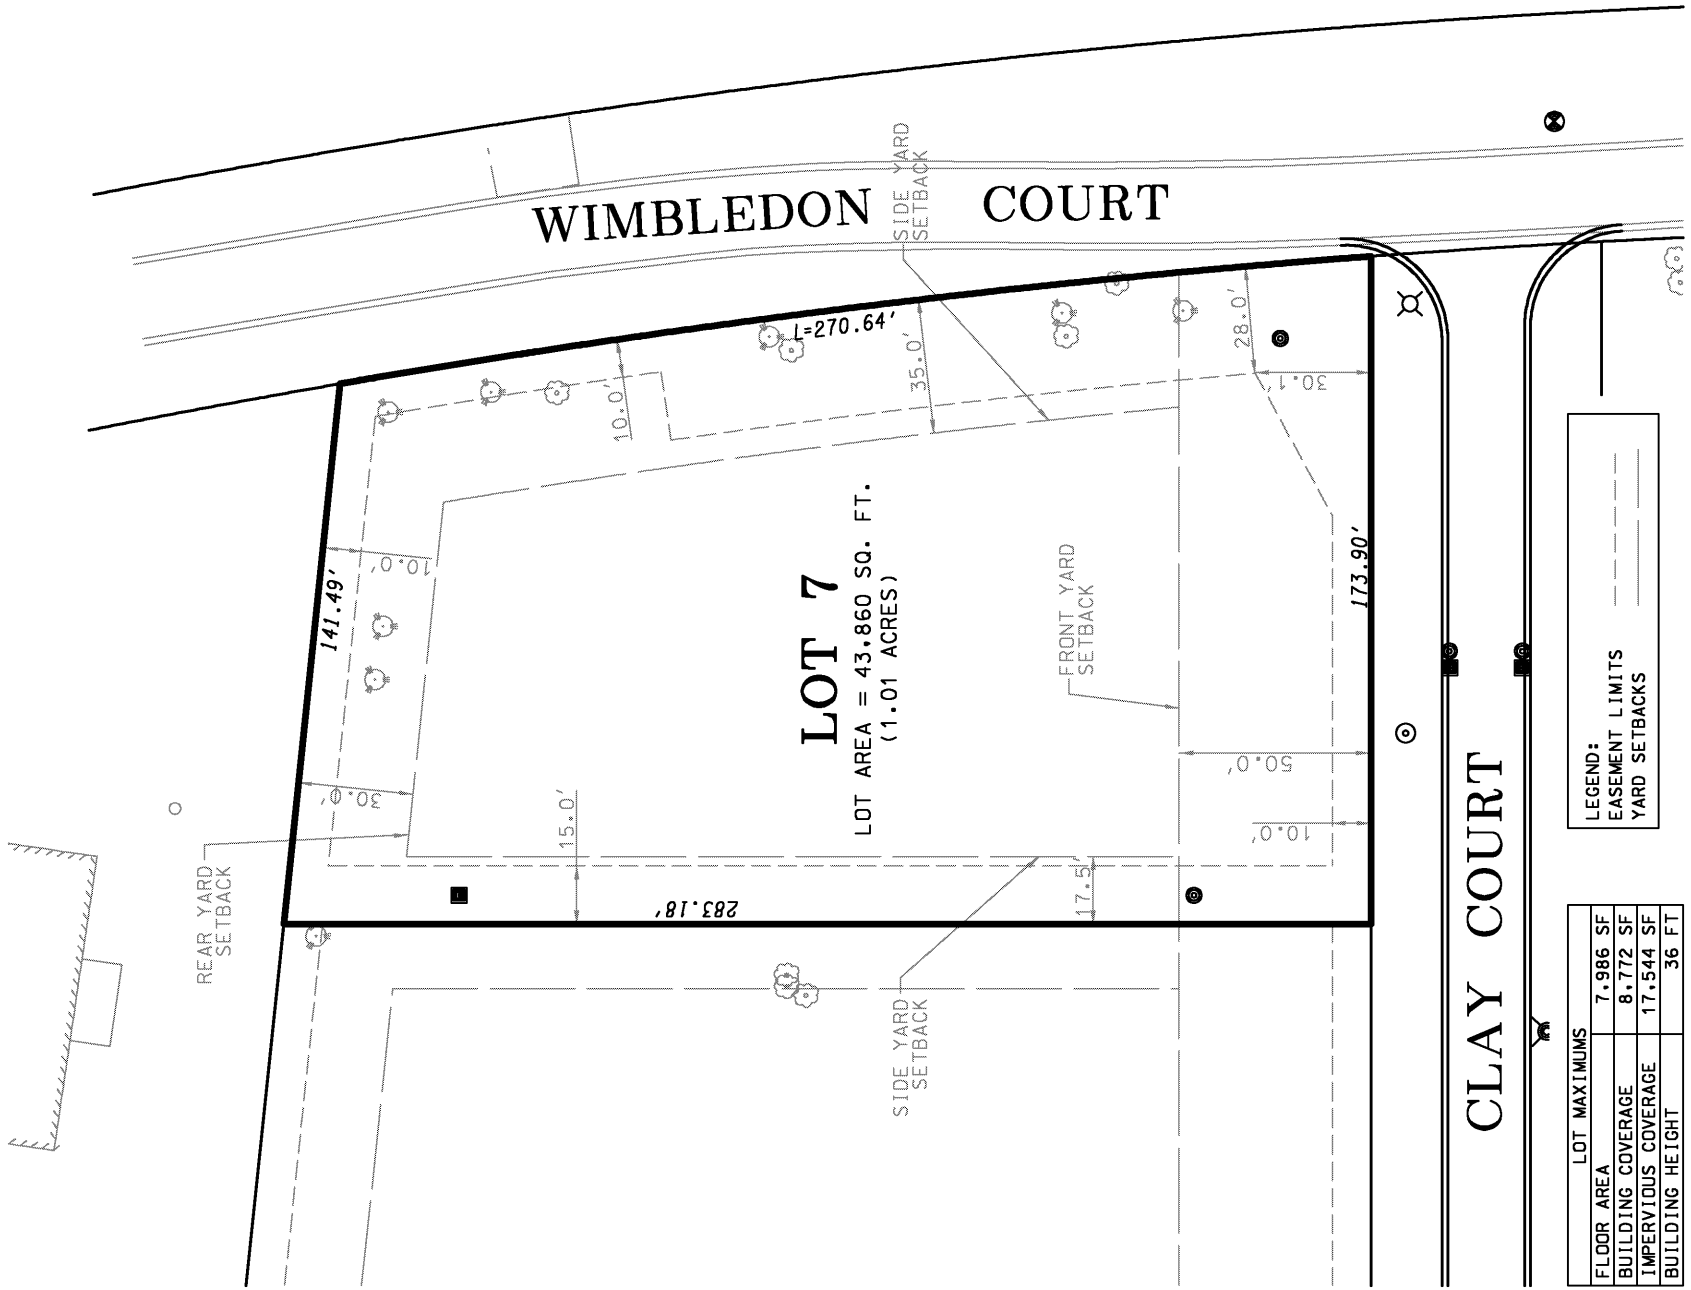 WIMBLEDON COURT
SIDE YARD
SETBACK
L=270.64'
10.0'
35.0'
28.0'
30.1'
141.49'
10.0'
30.0'
REAR YARD
SETBACK
LOT 7
LOT AREA = 43,860 SQ. FT.
(1.01 ACRES)
FRONT YARD
SETBACK
173.90'
50.0'
10.0'
15.0'
17.5'
283.18'
SIDE YARD
SETBACK
CLAY COURT
LEGEND:
EASEMENT LIMITS
YARD SETBACKS
LOT MAXIMUMS
FLOOR AREA 7,986 SF
BUILDING COVERAGE 8,772 SF
IMPERVIOUS COVERAGE 17,544 SF
BUILDING HEIGHT 36 FT